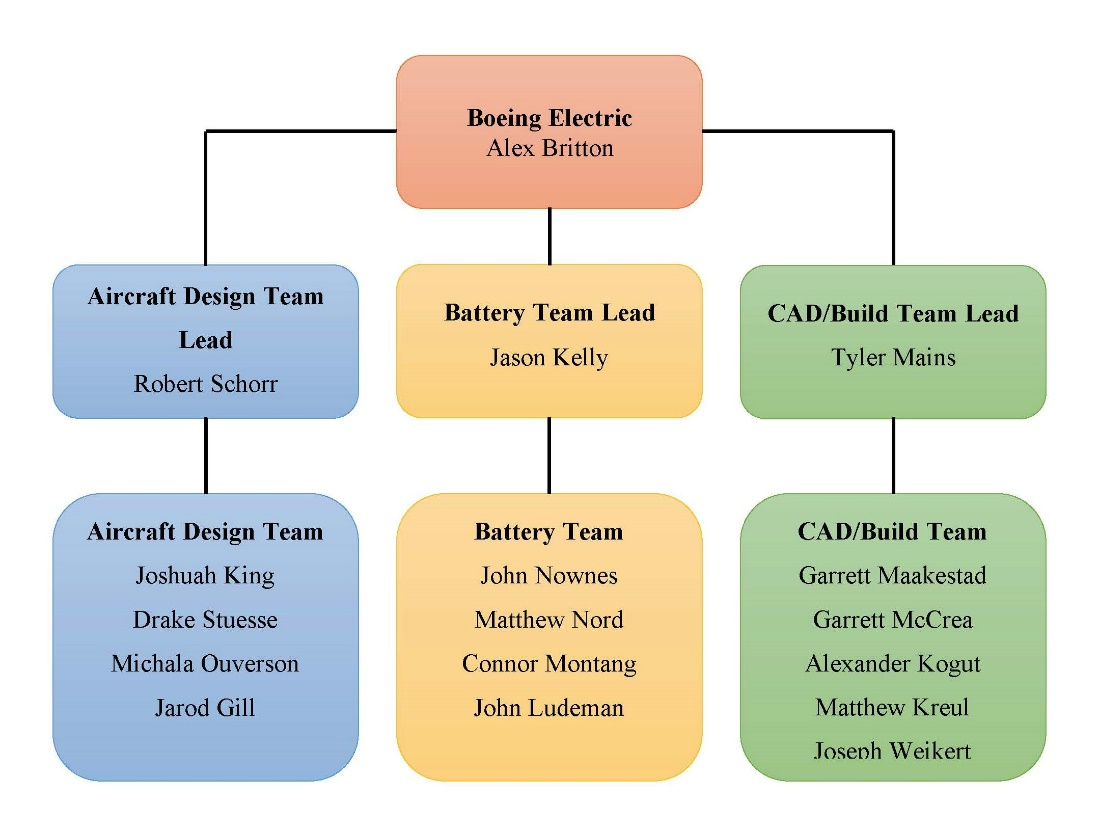 Boeing Electric
Alex Britton
Aircraft Design Team
Lead
Robert Schorr
Battery Team Lead
Jason Kelly
CAD/Build Team Lead
Tyler Mains
Aircraft Design Team
Joshuah King
Drake Stuesse
Michala Ouverson
Jarod Gill
Battery Team
John Nownes
Matthew Nord
Connor Montang
John Ludeman
CAD/Build Team
Garrett Maakestad
Garrett McCrea
Alexander Kogut
Matthew Kreul
Joseph Weikert